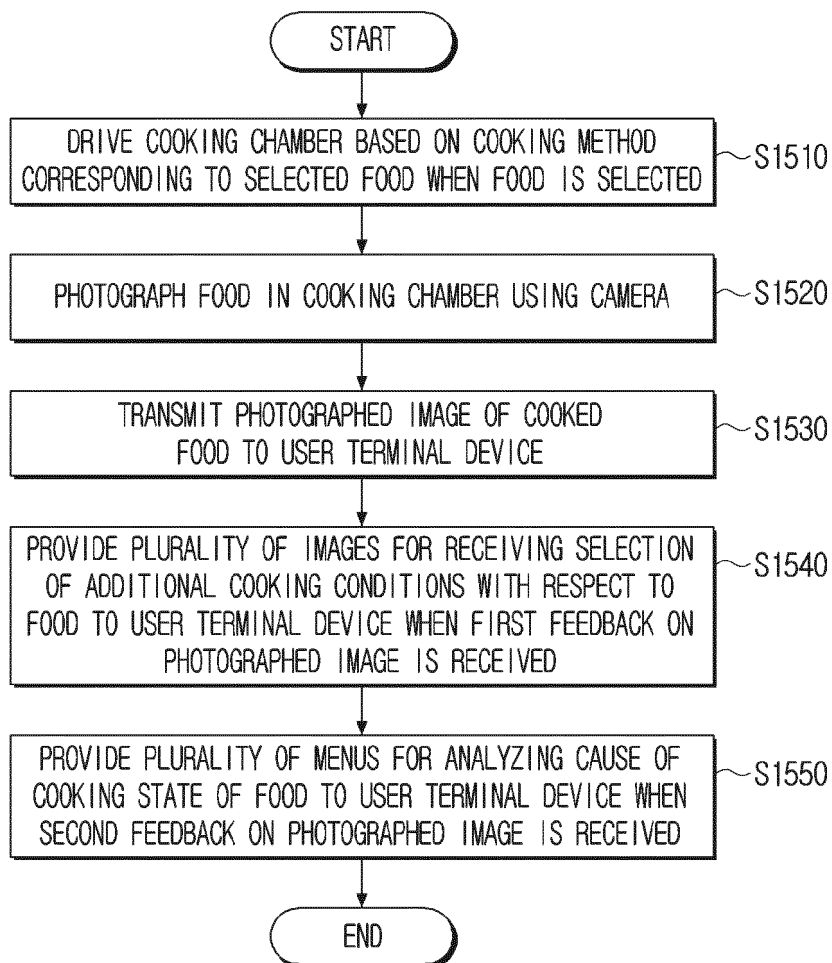 START
DRIVE COOKING CHAMBER BASED ON COOKING METHOD
CORRESPONDING TO SELECTED FOOD WHEN FOOD IS SELECTED
S1510
PHOTOGRAPH FOOD IN COOKING CHAMBER USING CAMERA
S1520
TRANSMIT PHOTOGRAPHED IMAGE OF COOKED
FOOD TO USER TERMINAL DEVICE
S1530
PROVIDE PLURALITY OF IMAGES FOR RECEIVING SELECTION
OF ADDITIONAL COOKING CONDITIONS WITH RESPECT TO
FOOD TO USER TERMINAL DEVICE WHEN FIRST FEEDBACK ON
PHOTOGRAPHED IMAGE IS RECEIVED
S1540
PROVIDE PLURALITY OF MENUS FOR ANALYZING CAUSE OF
COOKING STATE OF FOOD TO USER TERMINAL DEVICE WHEN
SECOND FEEDBACK ON PHOTOGRAPHED IMAGE IS RECEIVED
S1550
END